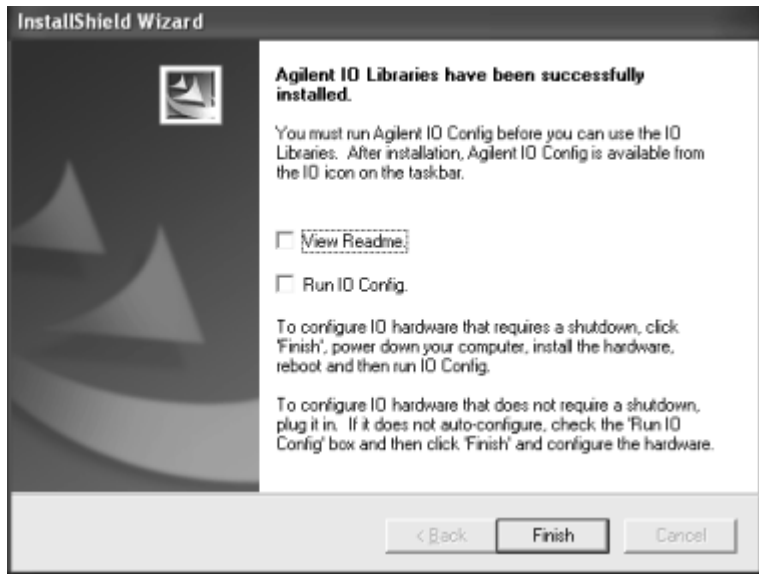 InstallShield Wizard
Agilent IO Libraries have been successfully
installed.
You must run Agilent IO Config before you can use the IO
Libraries. After installation, Agilent IO Config is available from
the IO icon on the taskbar.
View Readme.
Run IO Config.
To configure IO hardware that requires a shutdown, click
'Finish', power down your computer, install the hardware,
reboot and then run IO Config.
To configure IO hardware that does not require a shutdown,
plug it in. If it does not auto-configure, check the 'Run IO
Config' box and then click 'Finish' and configure the hardware.
< Back Finish Cancel